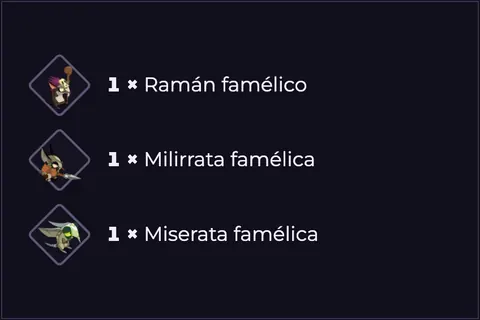 1 × Ramán famélico
1 × Milirrata famélica
1 × Miserata famélica